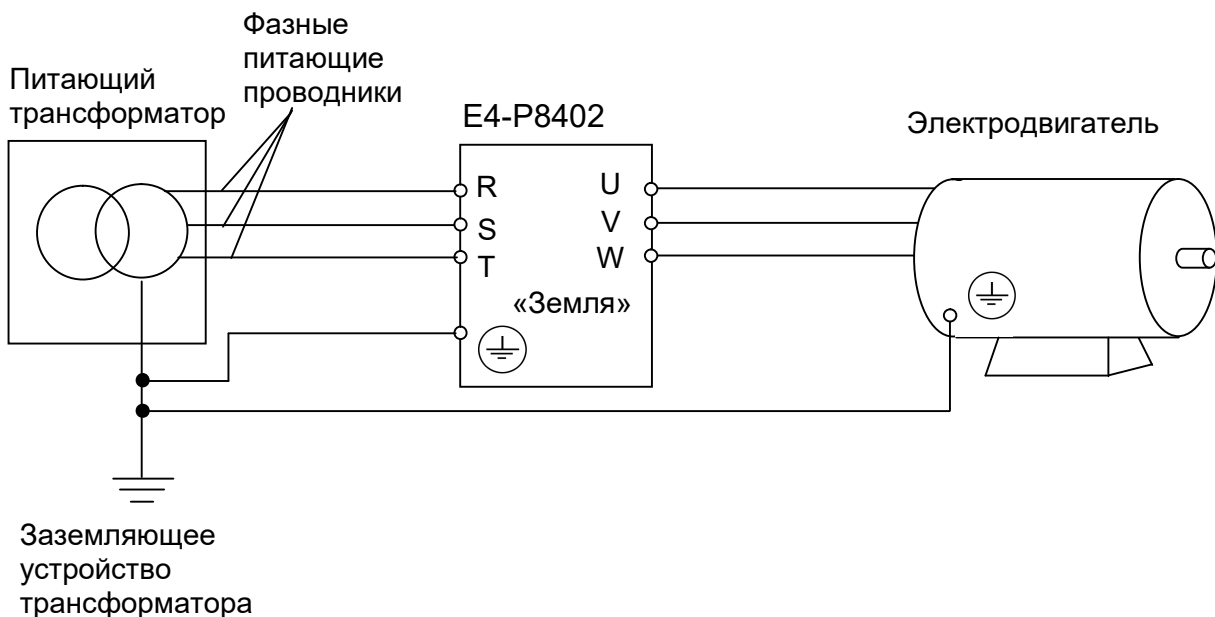 Фазные
питающие
проводники
Питающий
трансформатор
E4-P8402
Электродвигатель
R
S
T
U
V
W
«Земля»
Заземляющее
устройство
трансформатора